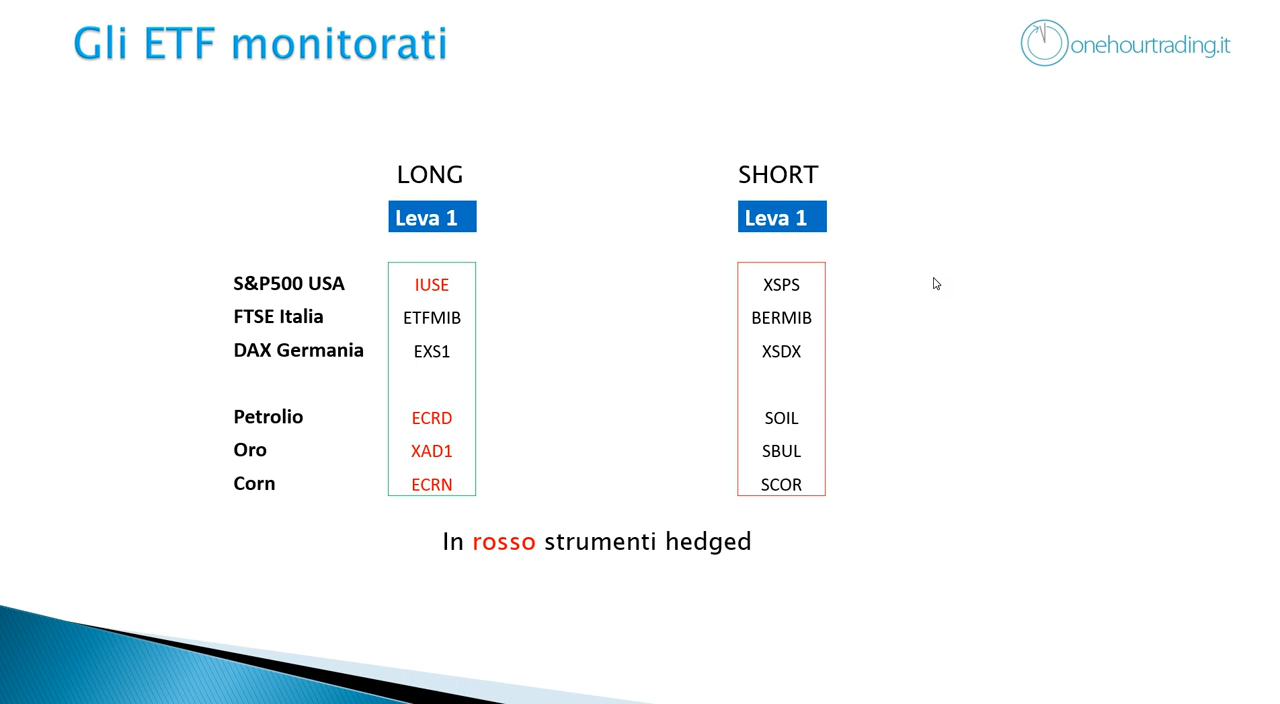 Gli ETF monitorati
onehourtrading.it
LONG SHORT
Leva 1 Leva 1
S&P500 USA IUSE XSPS
FTSE Italia ETFMIB BERMIB
DAX Germania EXS1 XSDX
Petrolio ECRD SOIL
Oro XAD1 SBUL
Corn ECRN SCOR
In rosso strumenti hedged